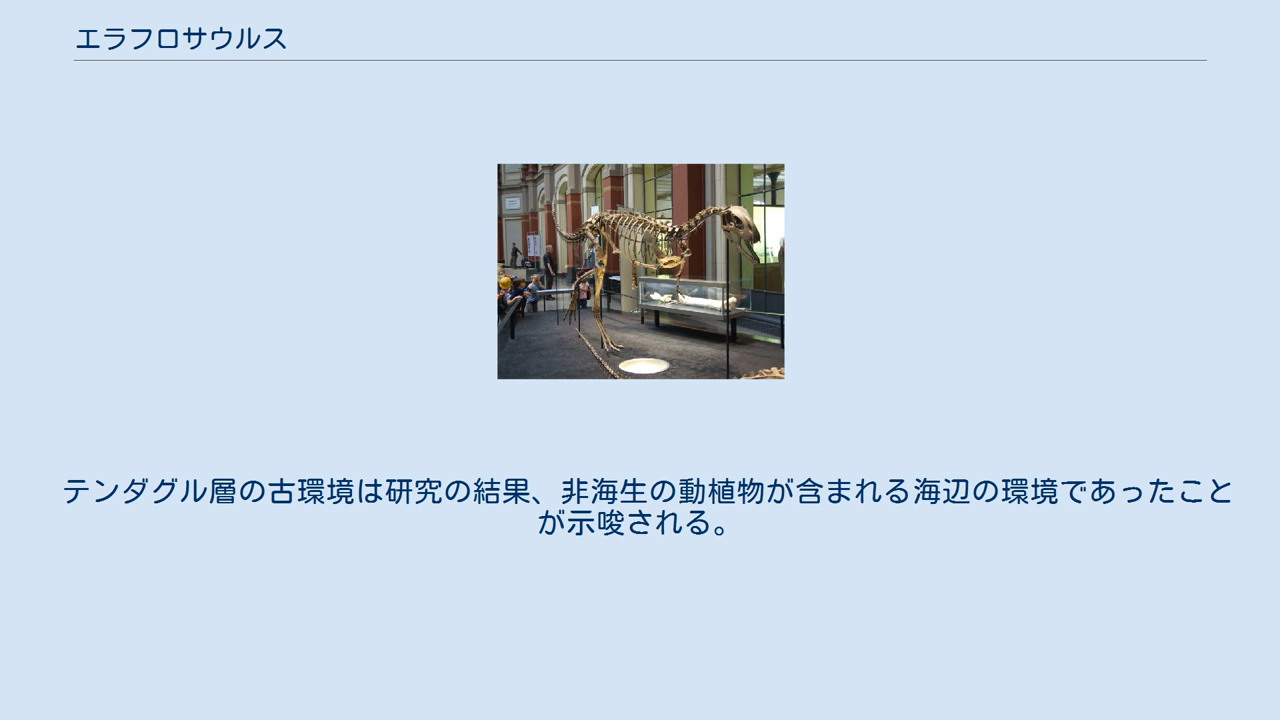 エラフロサウルス
テンダグル層の古環境は研究の結果、非海生の動植物が含まれる海辺の環境であったこと
が示唆される。